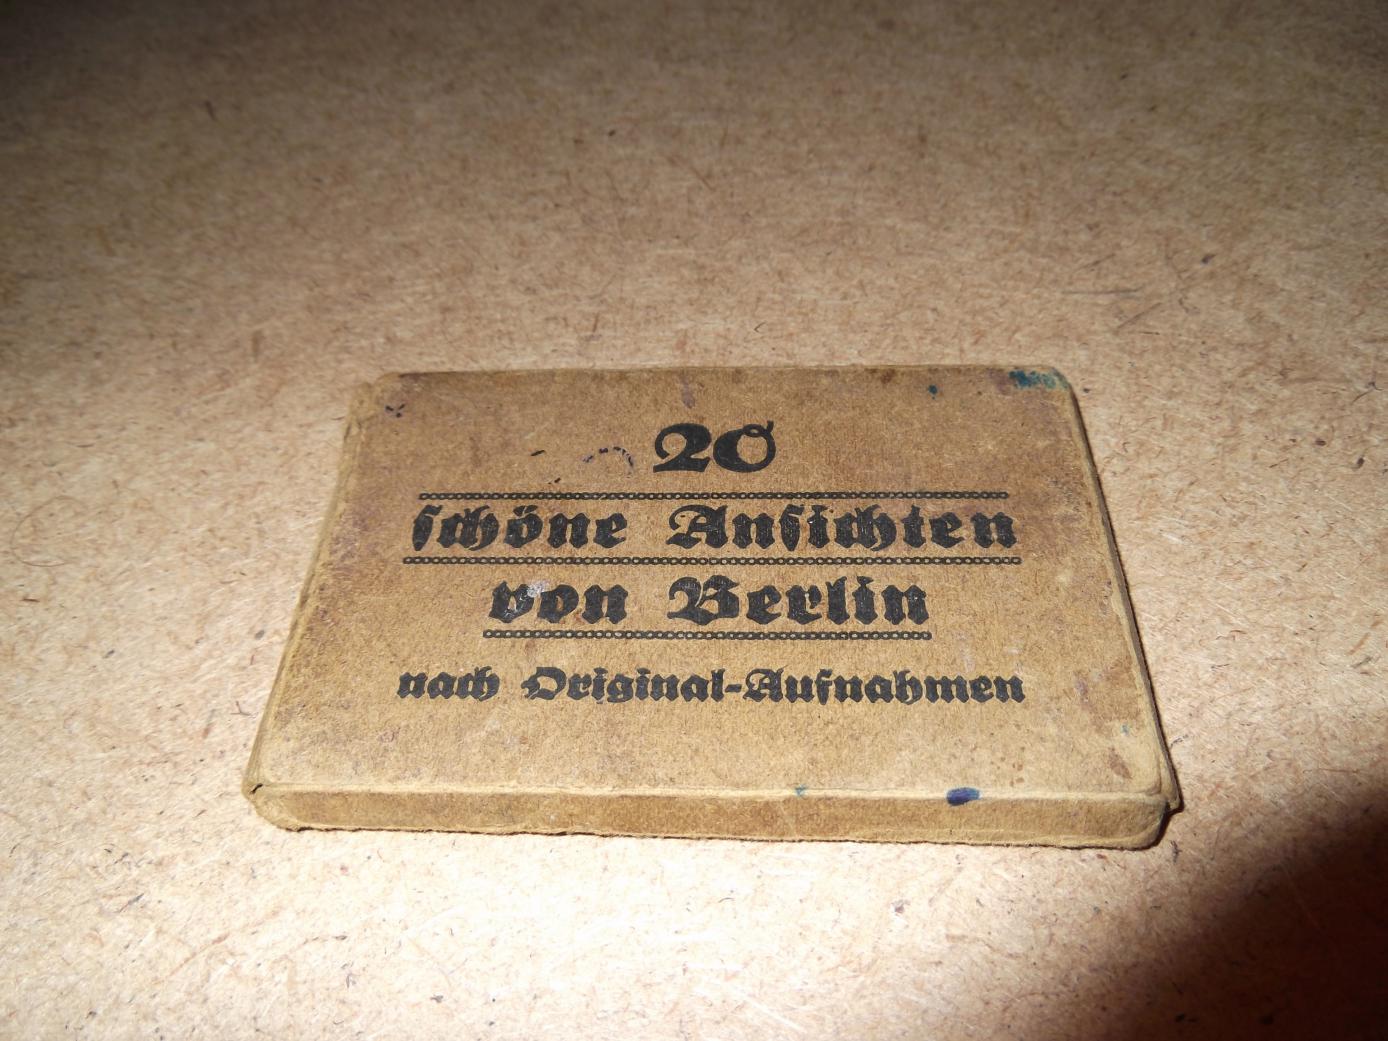 20
schöne Ansichten
von Berlin
nach Original-Aufnahmen